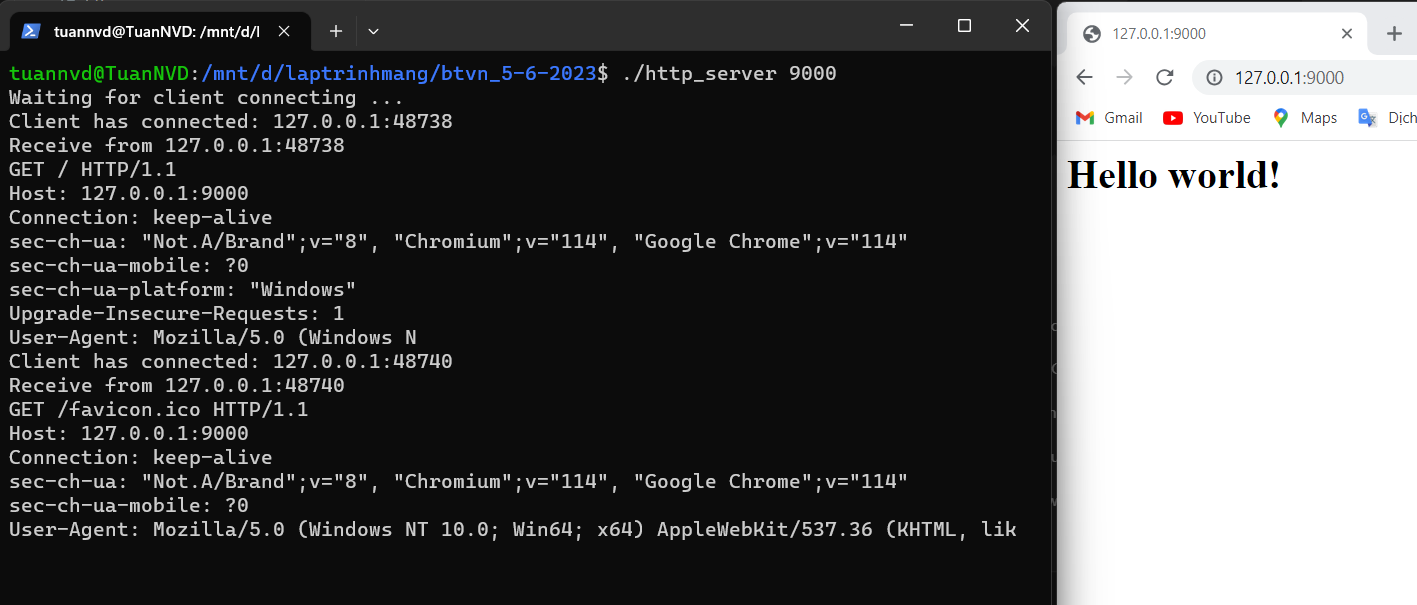 tuannvd@TuanNVD: /mnt/d/l
tuannvd@TuanNVD:/mnt/d/laptrinhmang/btvn_5-6-2023$ ./http_server 9000
Waiting for client connecting ...
Client has connected: 127.0.0.1:48738
Receive from 127.0.0.1:48738
GET / HTTP/1.1
Host: 127.0.0.1:9000
Connection: keep-alive
sec-ch-ua: "Not.A/Brand";v="8", "Chromium";v="114", "Google Chrome";v="114"
sec-ch-ua-mobile: ?0
sec-ch-ua-platform: "Windows"
Upgrade-Insecure-Requests: 1
User-Agent: Mozilla/5.0 (Windows N
Client has connected: 127.0.0.1:48740
Receive from 127.0.0.1:48740
GET /favicon.ico HTTP/1.1
Host: 127.0.0.1:9000
Connection: keep-alive
sec-ch-ua: "Not.A/Brand";v="8", "Chromium";v="114", "Google Chrome";v="114"
sec-ch-ua-mobile: ?0
User-Agent: Mozilla/5.0 (Windows NT 10.0; Win64; x64) AppleWebKit/537.36 (KHTML, lik
127.0.0.1:9000
127.0.0.1:9000
Gmail YouTube Maps Dịch
Hello world!